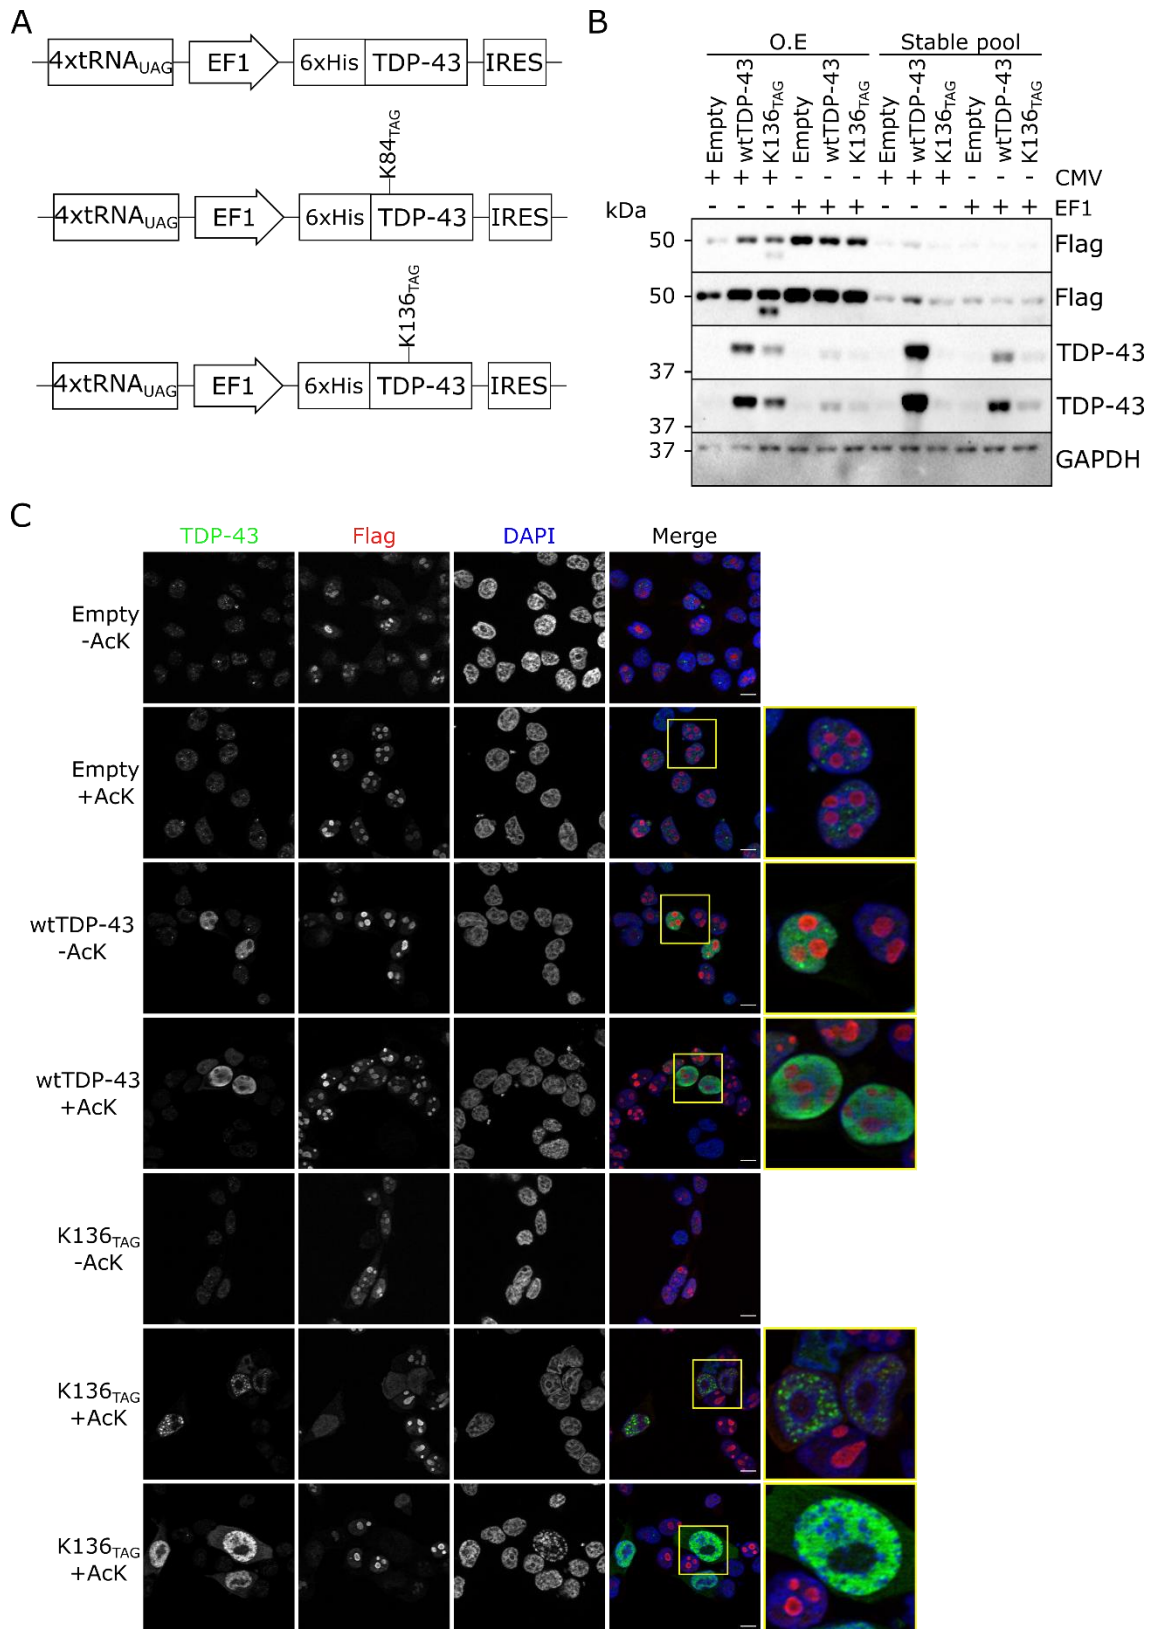 A
4xtRNAUAG EF1 6xHis TDP-43 IRES
K84TAG
4xtRNAUAG EF1 6xHis TDP-43 IRES
K136TAG
4xtRNAUAG EF1 6xHis TDP-43 IRES
B
O.E Stable pool
Empty wtTDP-43 K136TAG Empty wtTDP-43 K136TAG Empty wtTDP-43 K136TAG Empty wtTDP-43 K136TAG
+ + + - - - + + + - - - CMV
kDa - - - + + + - - - + + + EF1
50 Flag
50 Flag
37 TDP-43
37 TDP-43
37 GAPDH
C
TDP-43 Flag DAPI Merge
Empty
-AcK
Empty
+AcK
wtTDP-43
-AcK
wtTDP-43
+AcK
K136TAG
-AcK
K136TAG
+AcK
K136TAG
+AcK